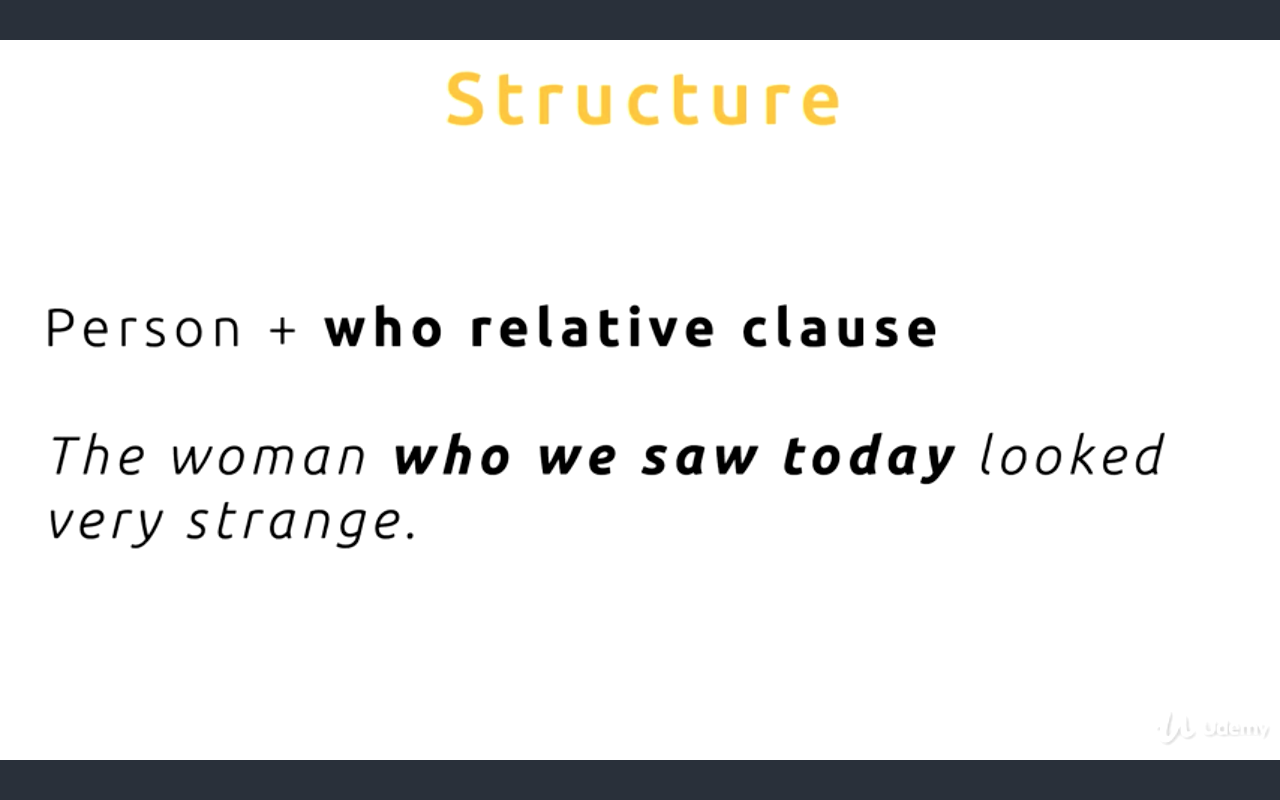 Structure
Person + who relative clause
The woman who we saw today looked
very strange.
Udemy